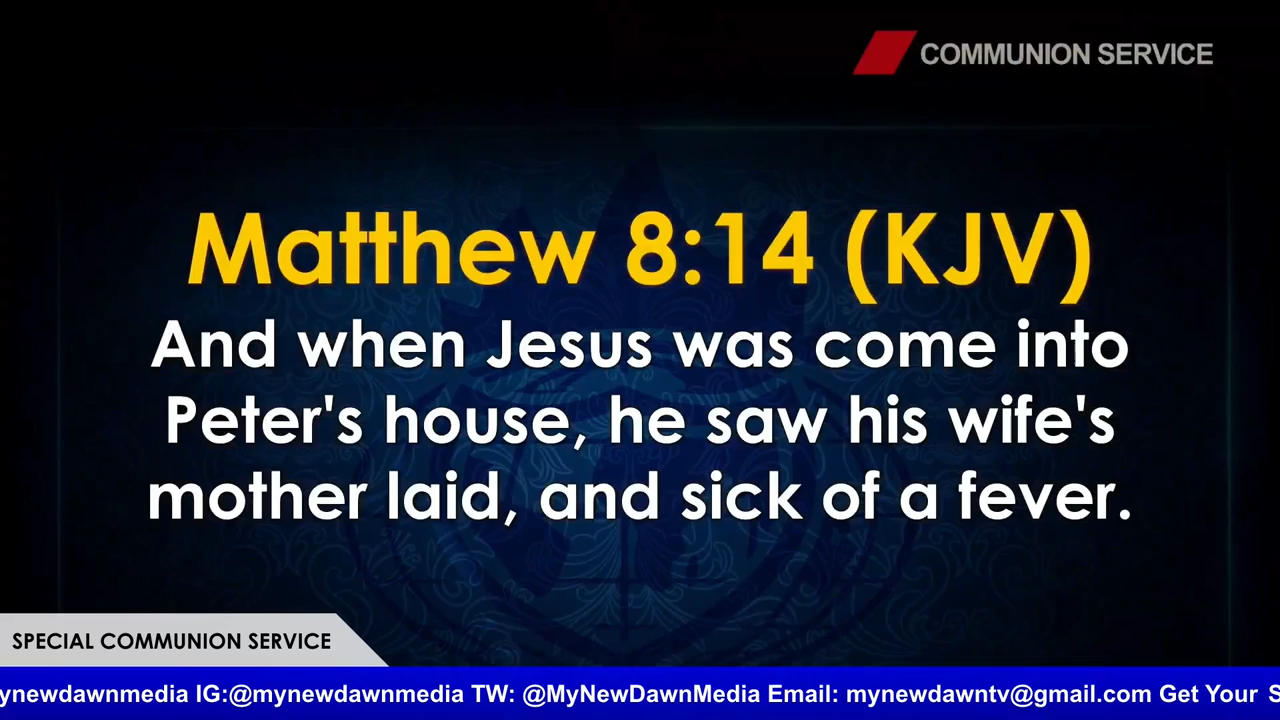 COMMUNION SERVICE
Matthew 8:14 (KJV)
And when Jesus was come into
Peter's house, he saw his wife's
mother laid, and sick of a fever.
SPECIAL COMMUNION SERVICE
ynewdawnmedia IG:@mynewdawnmedia TW: @MyNewDawnMedia Email: mynewdawntv@gmail.com Get Your S